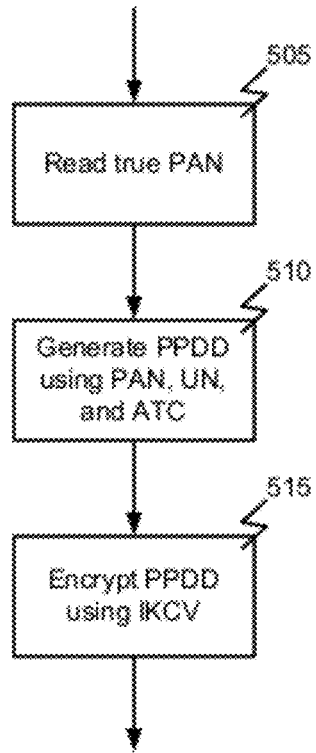 505
Read true PAN
510
Generate PPDD
using PAN, UN,
and ATC
515
Encrypt PPDD
using IKCV